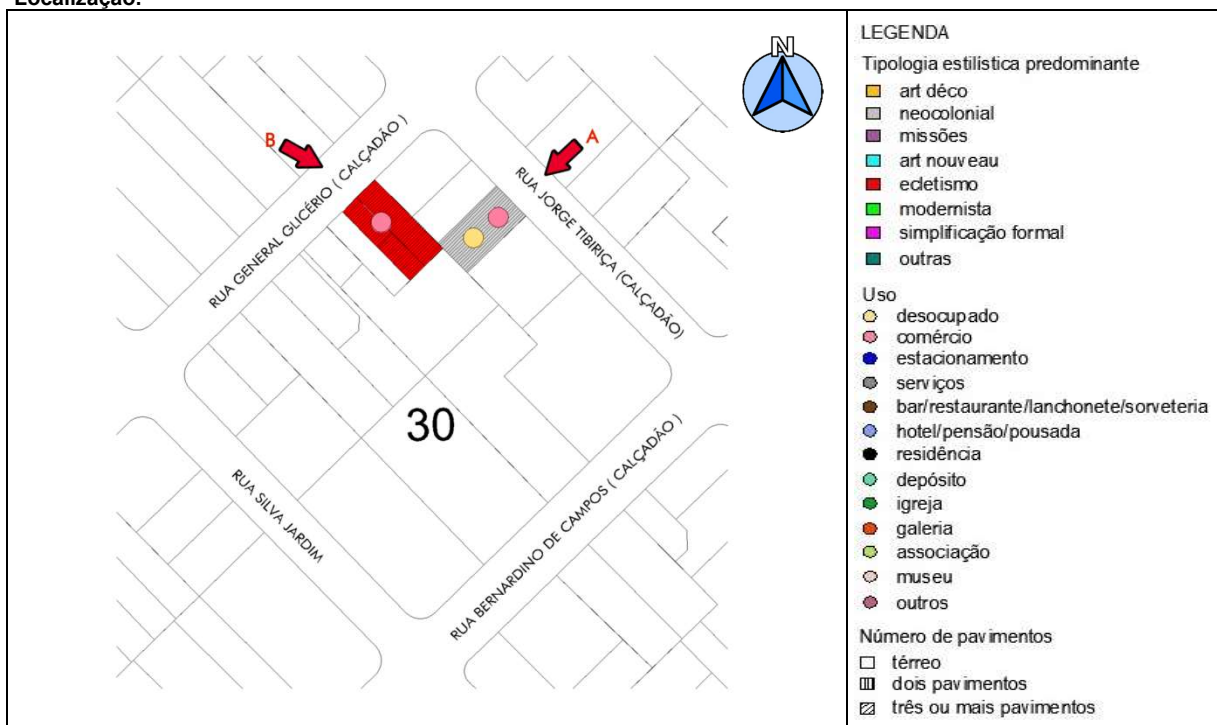 Localização:
N
B
A
RUA GENERAL GLICÉRIO ( CALÇADÃO )
RUA JORGE TIBIRIÇA (CALÇADÃO)
30
RUA SILVA JARDIM
RUA BERNARDINO DE CAMPOS ( CALÇADÃO )
LEGENDA
Tipologia estilística predominante
art déco
neocolonial
missões
art nouveau
ecletismo
modernista
simplificação formal
outras
Uso
desocupado
comércio
estacionamento
serviços
bar/restaurante/lanchonete/sorveteria
hotel/pensão/pousada
residência
depósito
igreja
galeria
associação
museu
outros
Número de pavimentos
térreo
dois pavimentos
três ou mais pavimentos